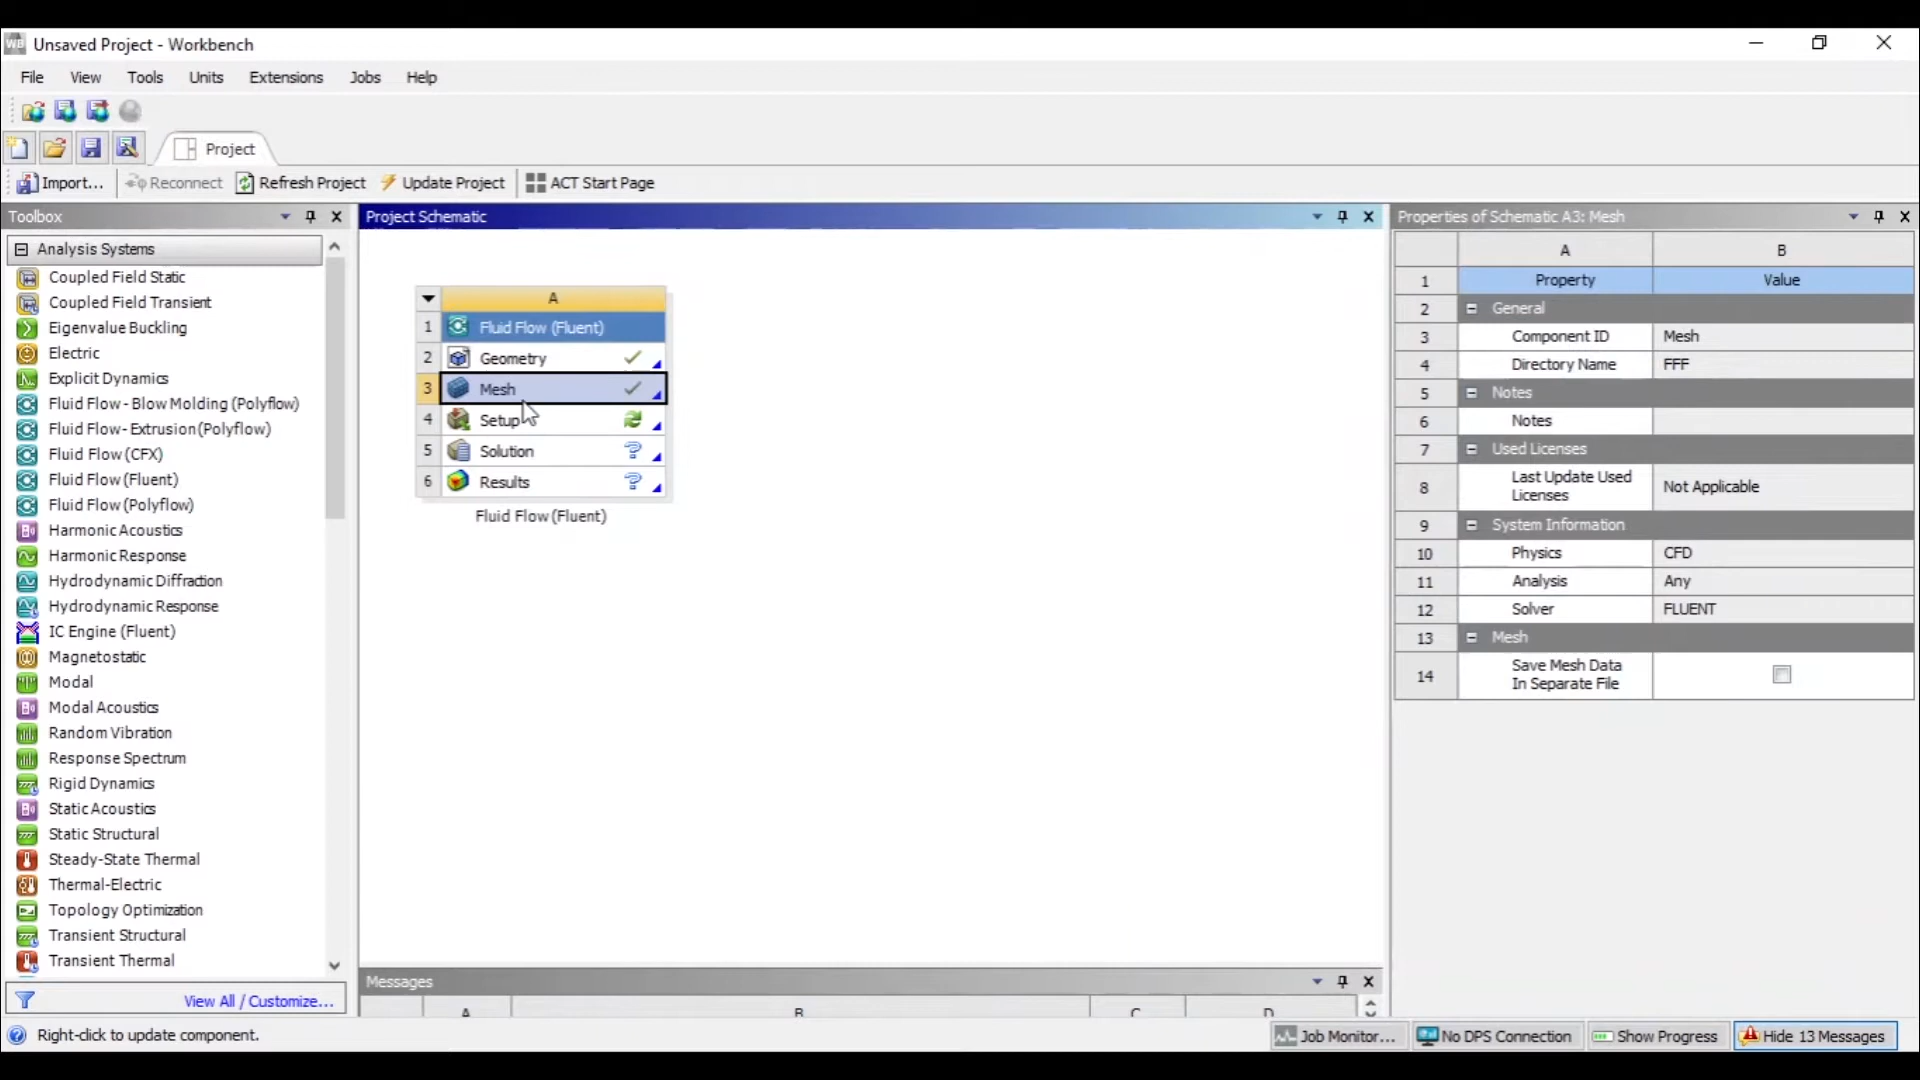 Unsaved Project - Workbench
File View Tools Units Extensions Jobs Help
Project
Import... Reconnect Refresh Project Update Project ACT Start Page
Toolbox
Analysis Systems
Coupled Field Static
Coupled Field Transient
Eigenvalue Buckling
Electric
Explicit Dynamics
Fluid Flow - Blow Molding (Polyflow)
Fluid Flow- Extrusion (Polyflow)
Fluid Flow (CFX)
Fluid Flow (Fluent)
Fluid Flow (Polyflow)
Harmonic Acoustics
Harmonic Response
Hydrodynamic Diffraction
Hydrodynamic Response
IC Engine (Fluent)
Magnetostatic
Modal
Modal Acoustics
Random Vibration
Response Spectrum
Rigid Dynamics
Static Acoustics
Static Structural
Steady-State Thermal
Thermal-Electric
Topology Optimization
Transient Structural
Transient Thermal
View All / Customize...
Project Schematic
A
1 Fluid Flow (Fluent)
2 Geometry
3 Mesh
4 Setup
5 Solution ?
6 Results ?
Fluid Flow (Fluent)
Messages
A B C D
Properties of Schematic A3: Mesh
A B
1 Property Value
2 General
3 Component ID Mesh
4 Directory Name FFF
5 Notes
6 Notes
7 Used Licenses
8 Last Update Used Licenses Not Applicable
9 System Information
10 Physics CFD
11 Analysis Any
12 Solver FLUENT
13 Mesh
14 Save Mesh Data In Separate File
Right-click to update component.
Job Monitor... No DPS Connection Show Progress Hide 13 Messages